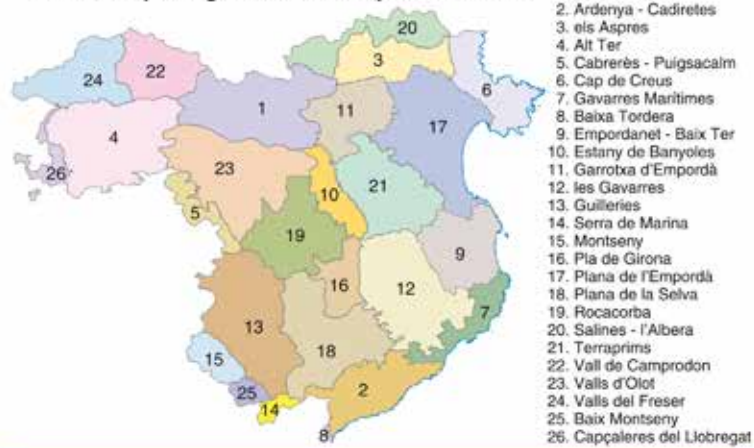 2. Ardenya - Cadiretes
3. els Aspres
4. Alt Ter
5. Cabrerès - Puigsacalm
6. Cap de Creus
7. Gavarres Marítimes
8. Baixa Tordera
9. Empordanet - Baix Ter
10. Estany de Banyoles
11. Garrotxa d'Empordà
12. les Gavarres
13. Guilleries
14. Serra de Marina
15. Montseny
16. Pla de Girona
17. Plana de l'Empordà
18. Plana de la Selva
19. Rocacorba
20. Salines - l'Albera
21. Terraprims
22. Vall de Camprodon
23. Valls d'Olot
24. Valls del Freser
25. Baix Montseny
26. Capçaleres del Llobregat
20
22
3
24
6
1
11
17
4
23
26
21
10
5
19
9
16
12
7
13
18
15
2
25
14
8